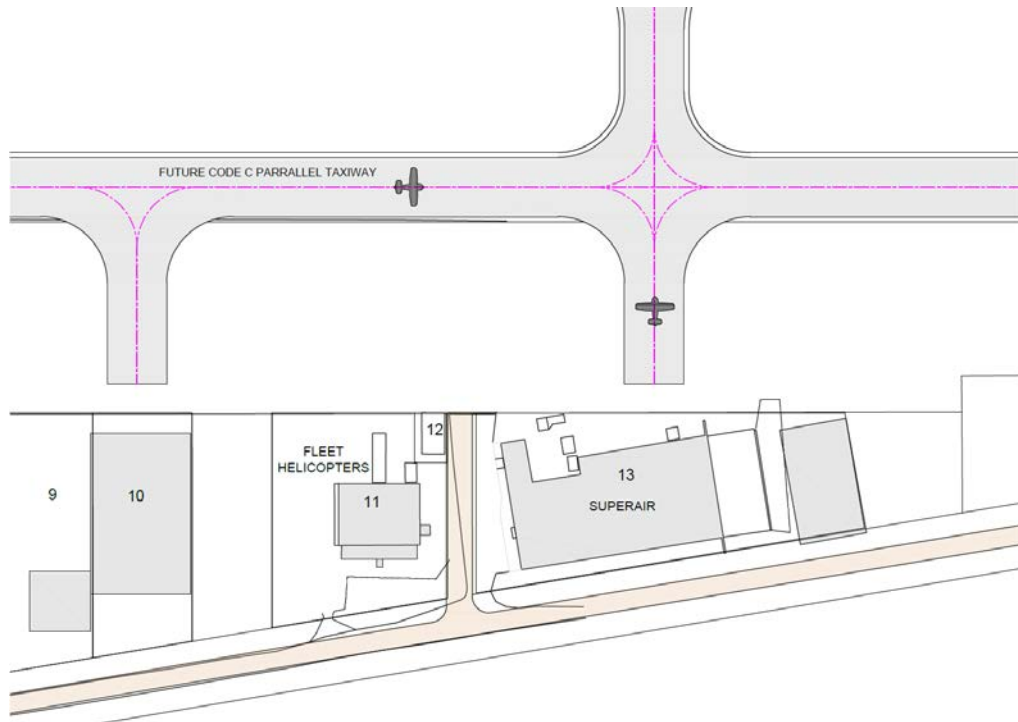 FUTURE CODE C PARRALLEL TAXIWAY
12
FLEET
HELICOPTERS
13
9
10
11
SUPERAIR